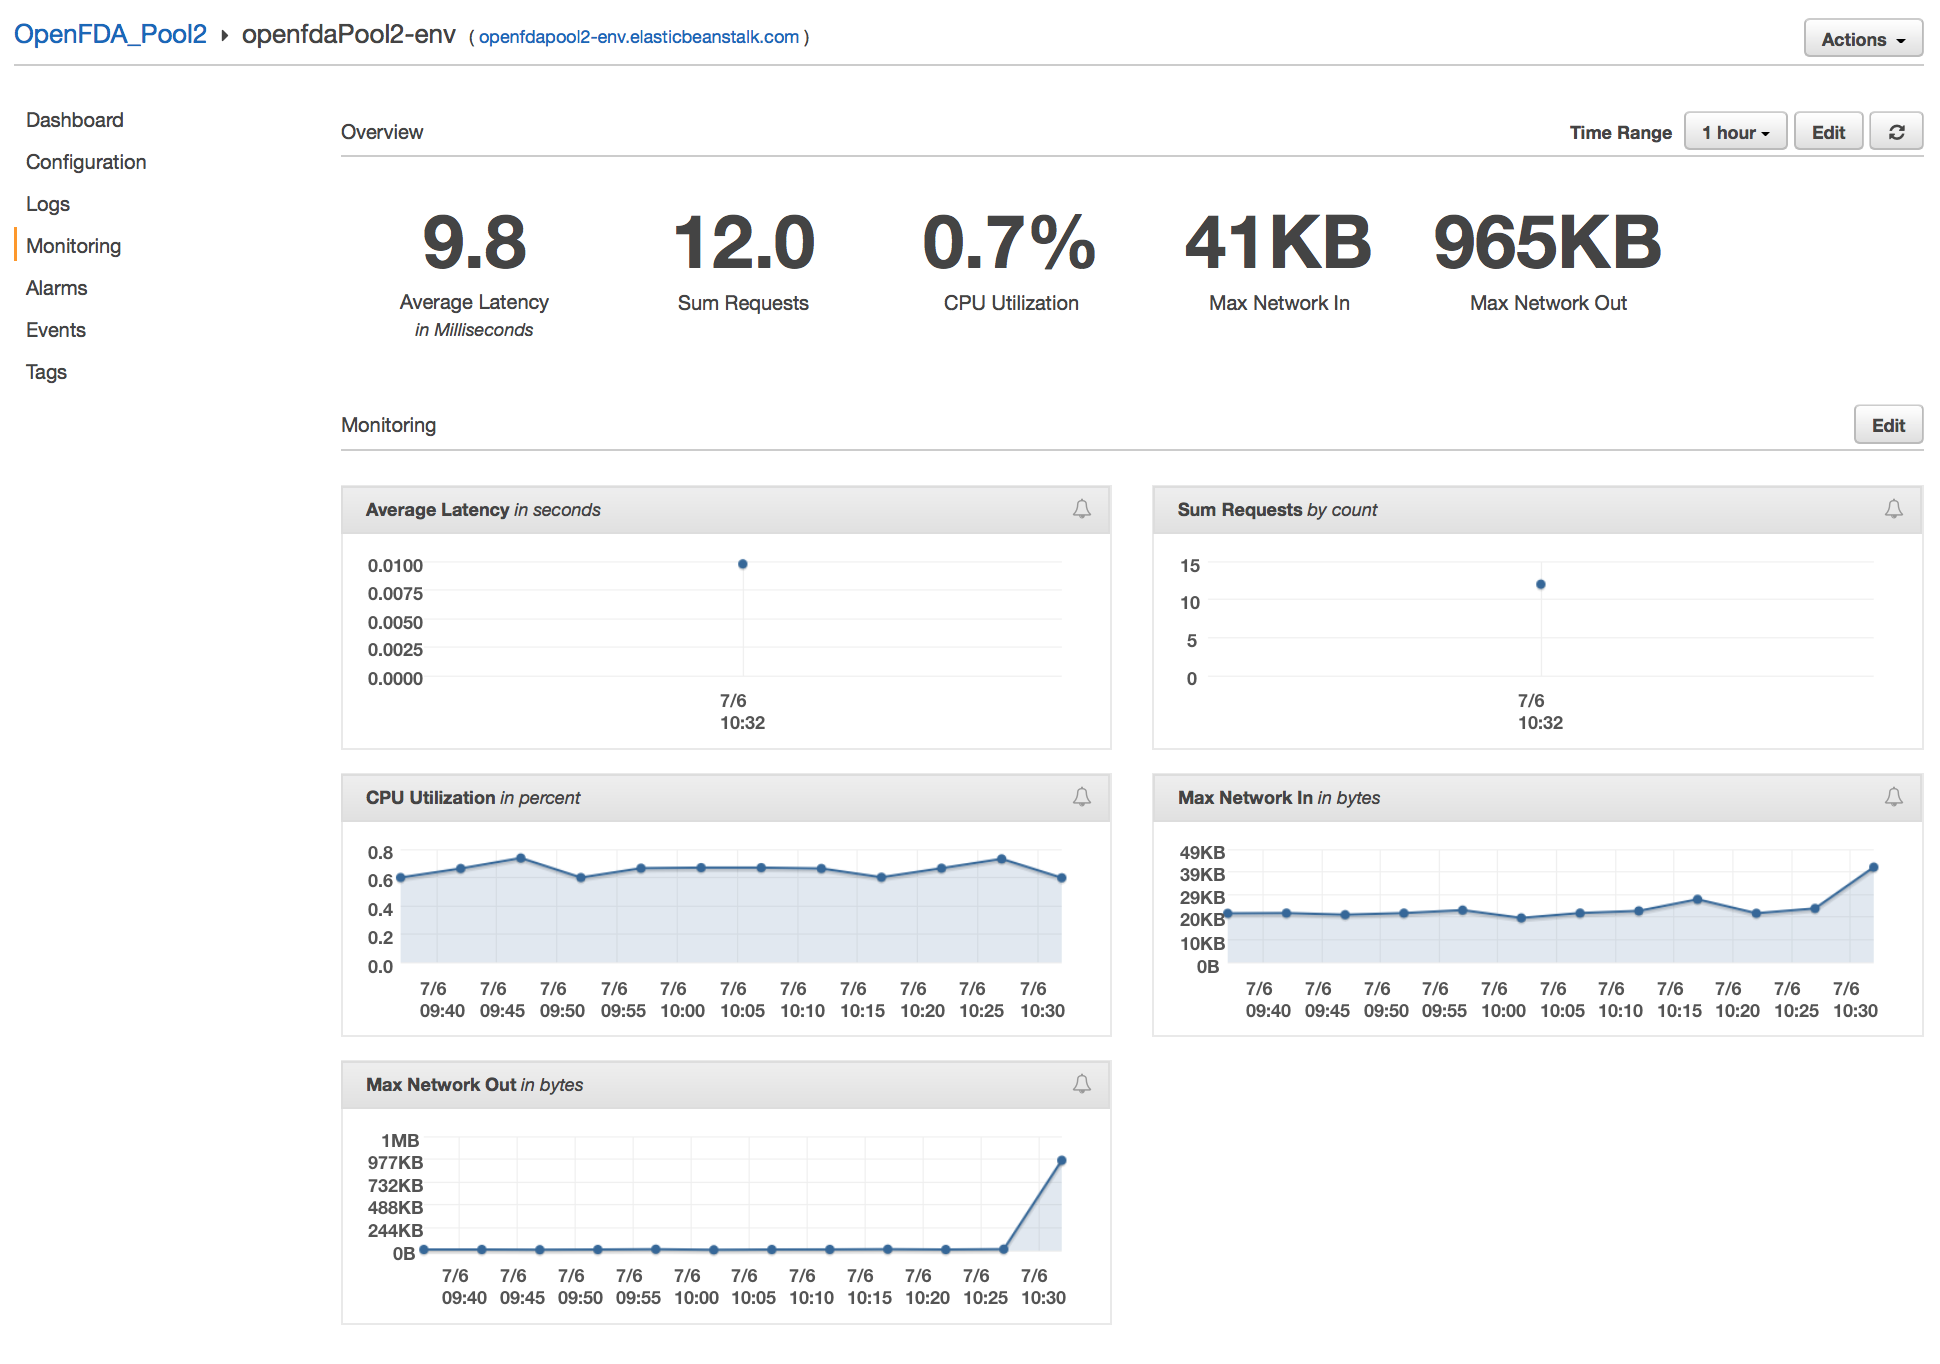 OpenFDA_Pool2 ▸ openfdaPool2-env ( openfdapool2-env.elasticbeanstalk.com )
Actions
Dashboard
Configuration
Logs
Monitoring
Alarms
Events
Tags
Overview
Time Range 1 hour Edit
9.8 12.0 0.7% 41KB 965KB
Average Latency Sum Requests CPU Utilization Max Network In Max Network Out
in Milliseconds
Monitoring
Edit
Average Latency in seconds
0.0100
0.0075
0.0050
0.0025
0.0000
7/6
10:32
Sum Requests by count
15
10
5
0
7/6
10:32
CPU Utilization in percent
0.8
0.6
0.4
0.2
0.0
7/6 7/6 7/6 7/6 7/6 7/6 7/6 7/6 7/6 7/6 7/6
09:40 09:45 09:50 09:55 10:00 10:05 10:10 10:15 10:20 10:25 10:30
Max Network In in bytes
49KB
39KB
29KB
20KB
10KB
0B
7/6 7/6 7/6 7/6 7/6 7/6 7/6 7/6 7/6 7/6 7/6
09:40 09:45 09:50 09:55 10:00 10:05 10:10 10:15 10:20 10:25 10:30
Max Network Out in bytes
1MB
977KB
732KB
488KB
244KB
0B
7/6 7/6 7/6 7/6 7/6 7/6 7/6 7/6 7/6 7/6 7/6
09:40 09:45 09:50 09:55 10:00 10:05 10:10 10:15 10:20 10:25 10:30